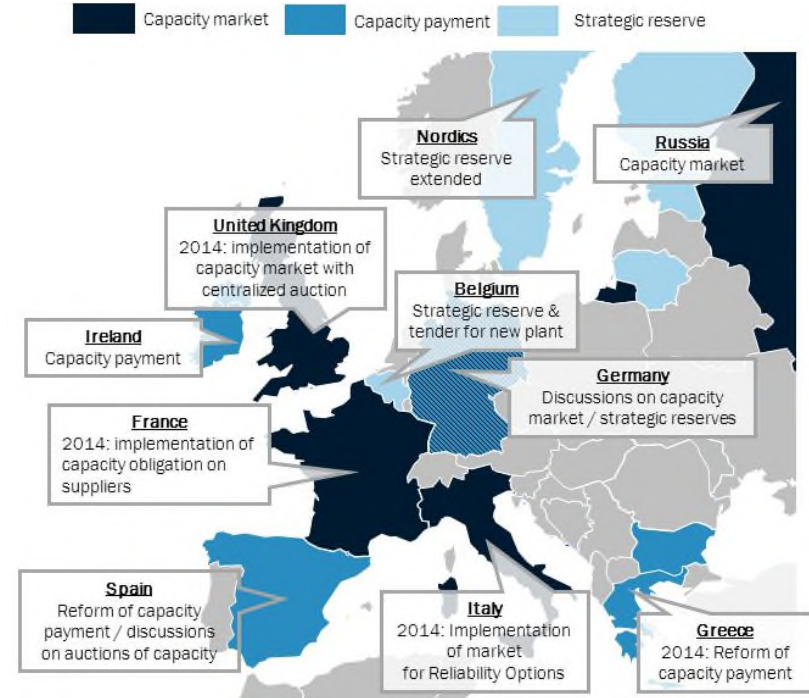 Capacity market
Capacity payment
Strategic reserve
Nordics
Strategic reserve
extended
Russia
Capacity market
United Kingdom
2014: implementation of
capacity market with
centralized auction
Belgium
Strategic reserve &
tender for new plant
Ireland
Capacity payment
Germany
Discussions on capacity
market / strategic reserves
France
2014: implementation of
capacity obligation on
suppliers
Spain
Reform of capacity
payment / discussions
on auctions of capacity
Italy
2014: Implementation
of market
for Reliability Options
Greece
2014: Reform of
capacity payment